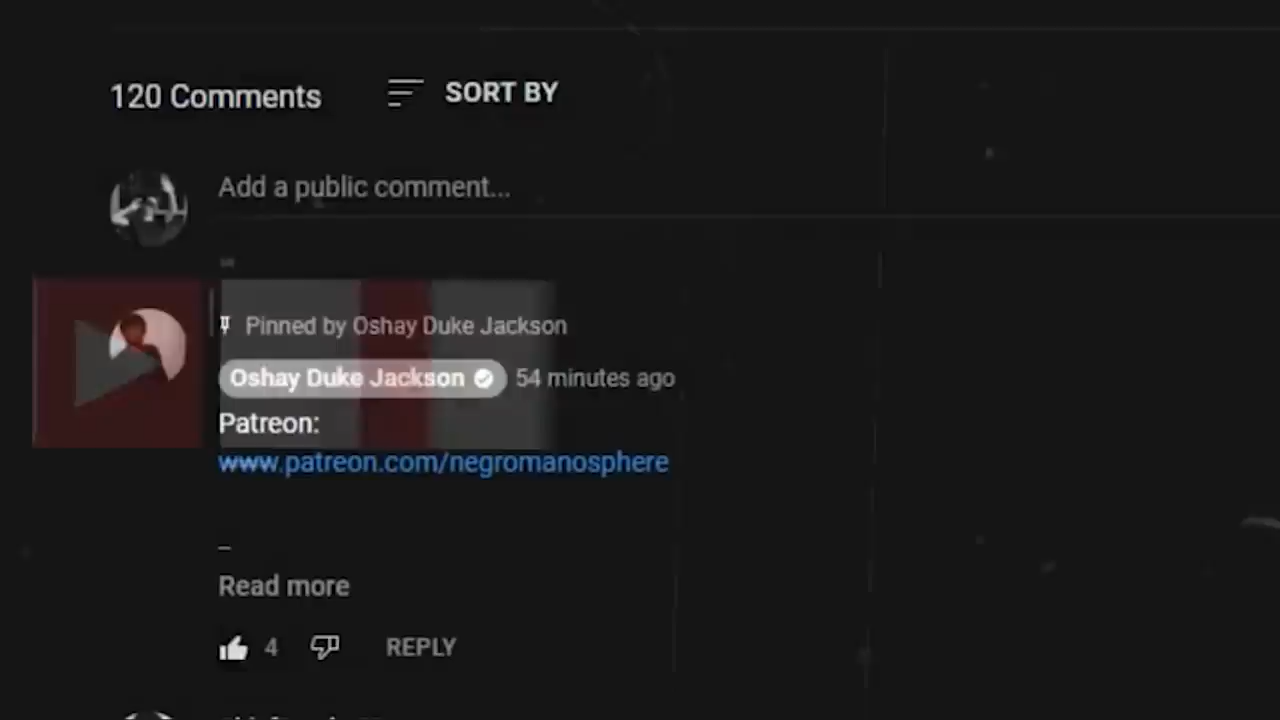 120 Comments
SORT BY
Add a public comment...
Pinned by Oshay Duke Jackson
Oshay Duke Jackson
54 minutes ago
Patreon:
www.patreon.com/negromanosphere
Read more
4
REPLY